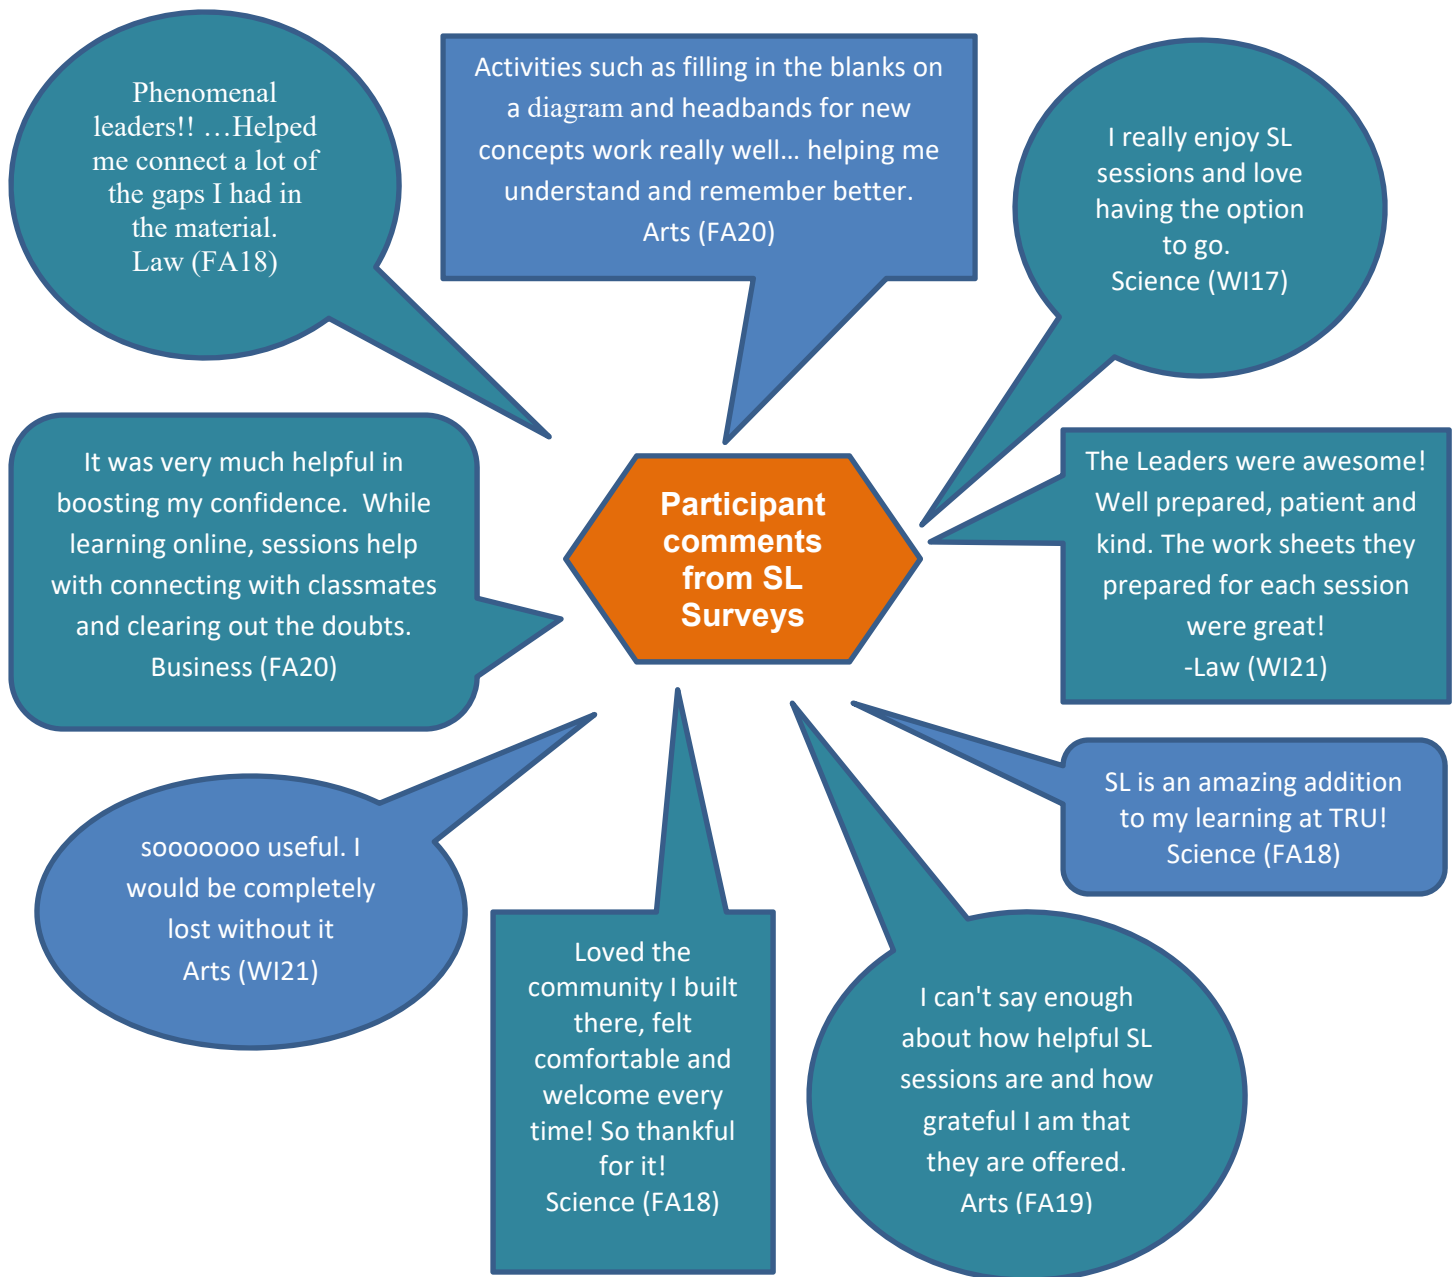 Phenomenal
leaders!! …Helped
me connect a lot of
the gaps I had in
the material.
Law (FA18)
Activities such as filling in the blanks on
a diagram and headbands for new
concepts work really well… helping me
understand and remember better.
Arts (FA20)
I really enjoy SL
sessions and love
having the option
to go.
Science (WI17)
It was very much helpful in
boosting my confidence.  While
learning online, sessions help
with connecting with classmates
and clearing out the doubts.
Business (FA20)
Participant
comments
from SL
Surveys
The Leaders were awesome!
Well prepared, patient and
kind. The work sheets they
prepared for each session
were great!
-Law (WI21)
SL is an amazing addition
to my learning at TRU!
Science (FA18)
sooooooo useful. I
would be completely
lost without it
Arts (WI21)
Loved the
community I built
there, felt
comfortable and
welcome every
time! So thankful
for it!
Science (FA18)
I can't say enough
about how helpful SL
sessions are and how
grateful I am that
they are offered.
Arts (FA19)